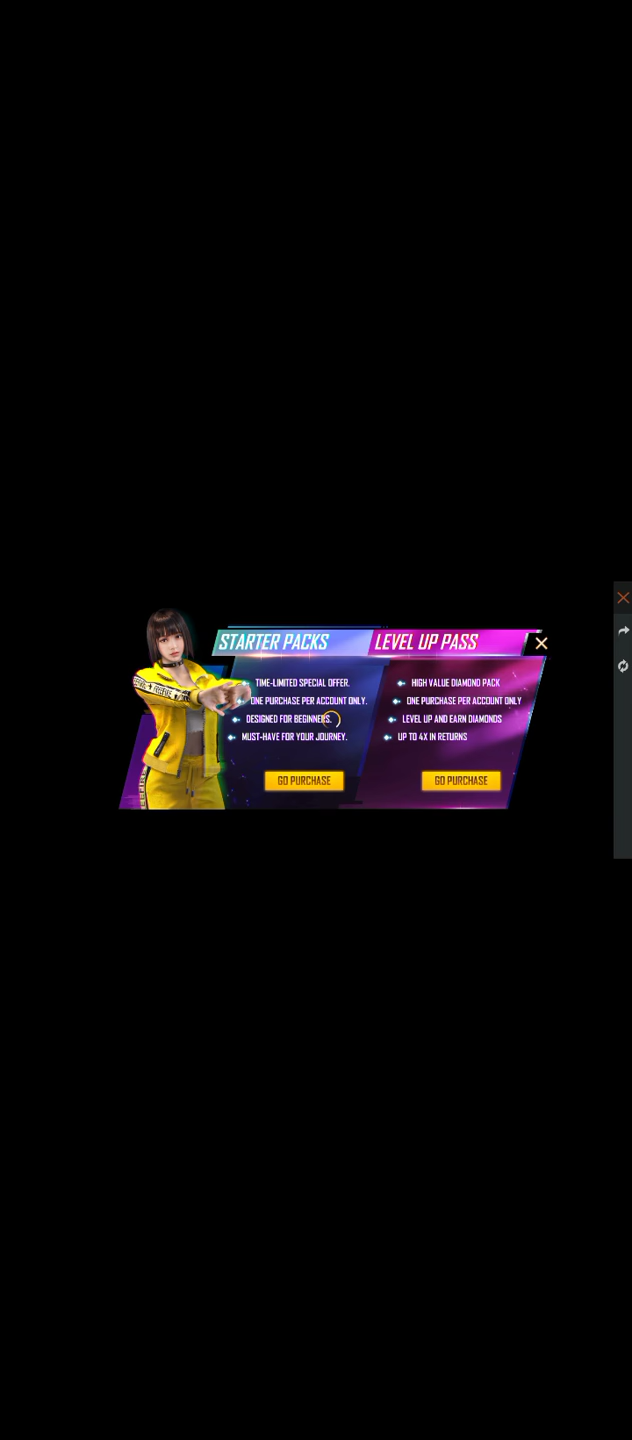 STARTER PACKS
TIME-LIMITED SPECIAL OFFER.
ONE PURCHASE PER ACCOUNT ONLY.
DESIGNED FOR BEGINNERS.
MUST-HAVE FOR YOUR JOURNEY.
GO PURCHASE
LEVEL UP PASS
HIGH VALUE DIAMOND PACK
ONE PURCHASE PER ACCOUNT ONLY
LEVEL UP AND EARN DIAMONDS
UP TO 4X IN RETURNS
GO PURCHASE